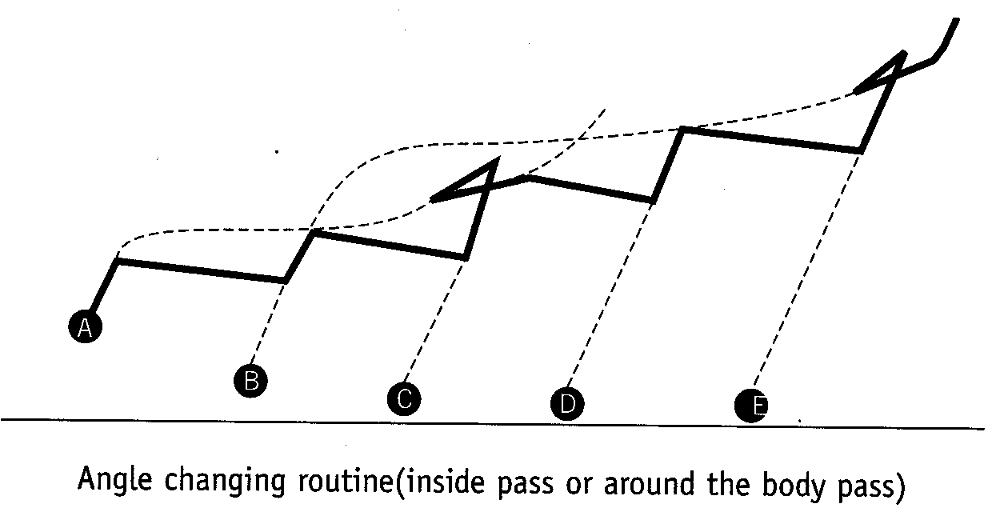 A
B
C
D
E
Angle changing routine(inside pass or around the body pass)